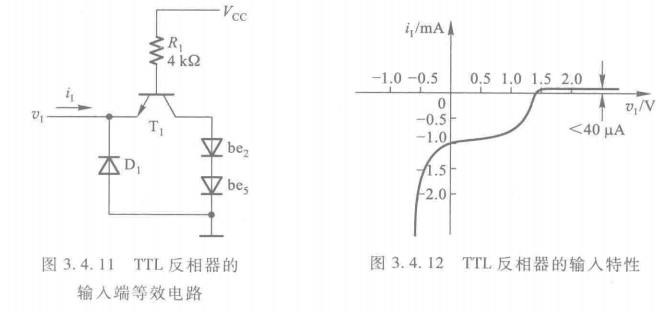 V_CC
R_1
4 kΩ
i_I
v_I
T_1
be_2
D_1
be_5
图 3.4.11 TTL 反相器的
输入端等效电路
i_I/mA
-1.0 -0.5 0.5 1.0 1.5 2.0
0
v_I/V
-0.5
<40 μA
-1.0
-1.5
-2.0
图 3.4.12 TTL 反相器的输入特性